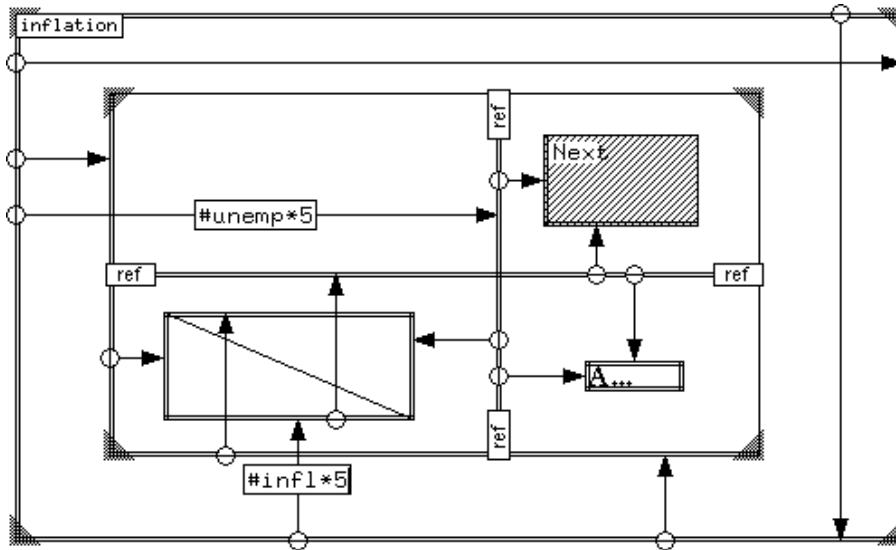 inflation
ref
Next
#unemp*5
ref
ref
A...
ref
#infl*5